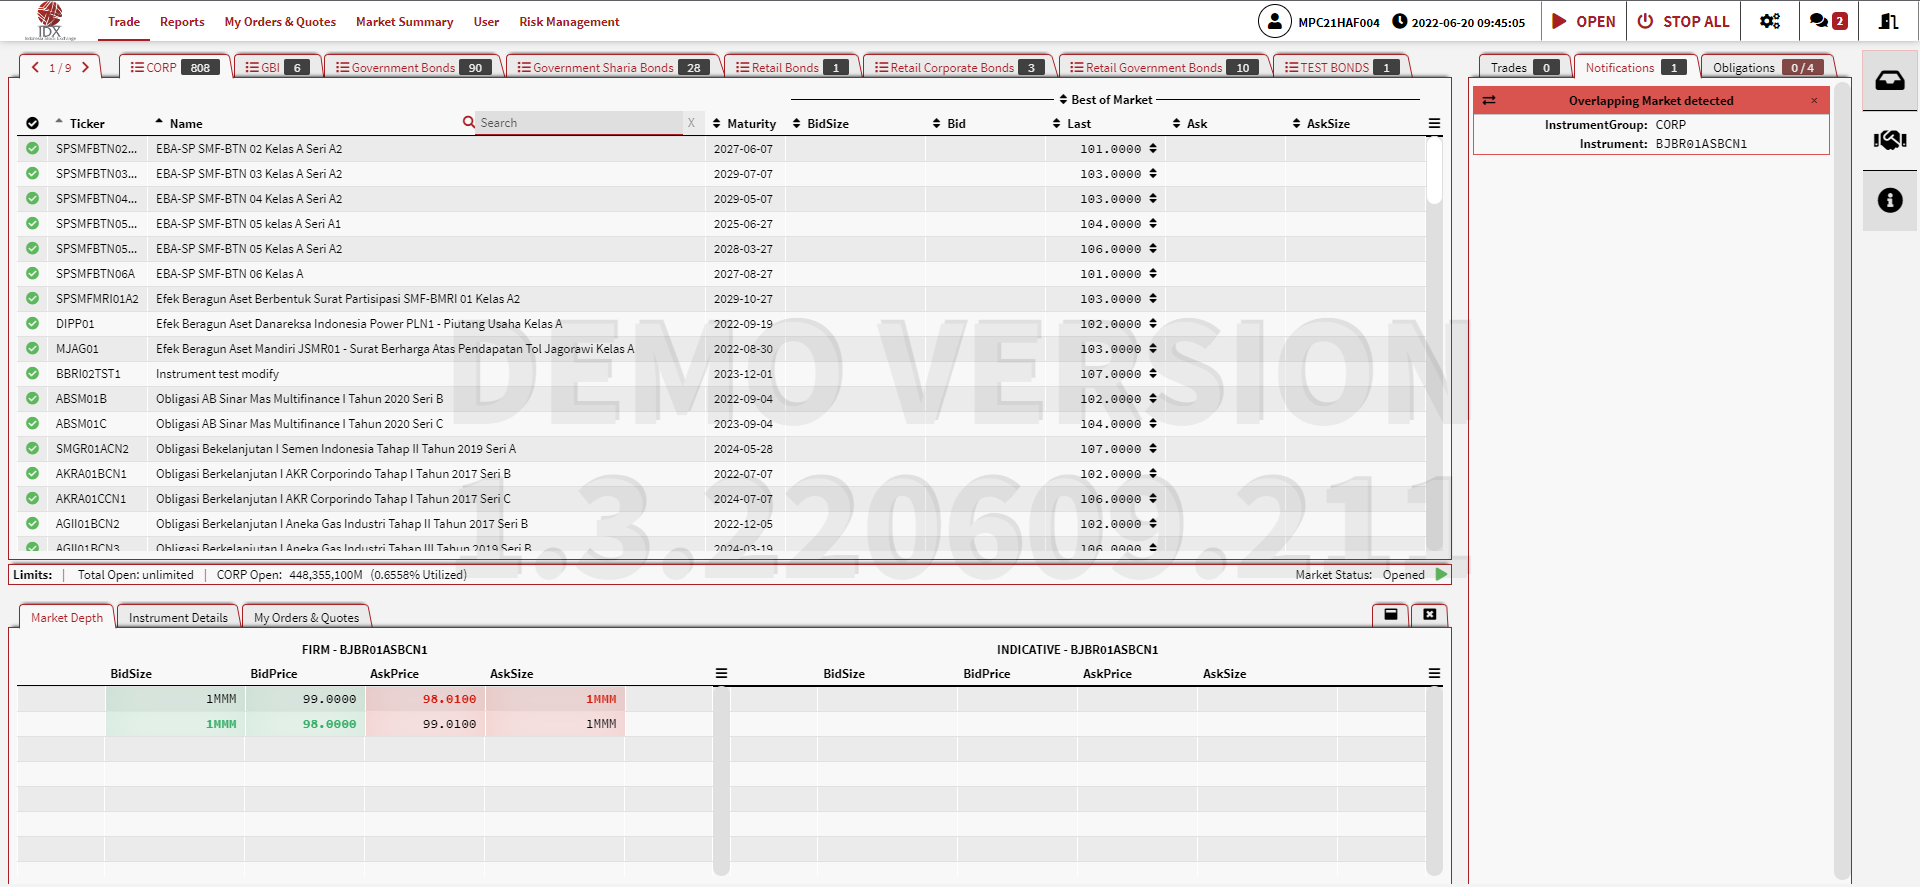 IDX
Indonesia Stock Exchange
Trade Reports My Orders & Quotes Market Summary User Risk Management
MPC21HAF004 2022-06-20 09:45:05 OPEN STOP ALL 2
1 / 9 CORP 808 GBI 6 Government Bonds 90 Government Sharia Bonds 28 Retail Bonds 1 Retail Corporate Bonds 3 Retail Government Bonds 10 TEST BONDS 1
Best of Market
Ticker Name Search X Maturity BidSize Bid Last Ask AskSize
SPSMFBTN02... EBA-SP SMF-BTN 02 Kelas A Seri A2 2027-06-07 101.0000
SPSMFBTN03... EBA-SP SMF-BTN 03 Kelas A Seri A2 2029-07-07 103.0000
SPSMFBTN04... EBA-SP SMF-BTN 04 Kelas A Seri A2 2029-05-07 103.0000
SPSMFBTN05... EBA-SP SMF-BTN 05 kelas A Seri A1 2025-06-27 104.0000
SPSMFBTN05... EBA-SP SMF-BTN 05 Kelas A Seri A2 2028-03-27 106.0000
SPSMFBTN06A EBA-SP SMF-BTN 06 Kelas A 2027-08-27 101.0000
SPSMFMRI01A2 Efek Beragun Aset Berbentuk Surat Partisipasi SMF-BMRI 01 Kelas A2 2029-10-27 103.0000
DIPP01 Efek Beragun Aset Danareksa Indonesia Power PLN1 - Piutang Usaha Kelas A 2022-09-19 102.0000
MJAG01 Efek Beragun Aset Mandiri JSMR01 - Surat Berharga Atas Pendapatan Tol Jagorawi Kelas A 2022-08-30 103.0000
BBRI02TST1 Instrument test modify 2023-12-01 107.0000
ABSM01B Obligasi AB Sinar Mas Multifinance I Tahun 2020 Seri B 2022-09-04 102.0000
ABSM01C Obligasi AB Sinar Mas Multifinance I Tahun 2020 Seri C 2023-09-04 104.0000
SMGR01ACN2 Obligasi Bekelanjutan I Semen Indonesia Tahap II Tahun 2019 Seri A 2024-05-28 107.0000
AKRA01BCN1 Obligasi Berkelanjutan I AKR Corporindo Tahap I Tahun 2017 Seri B 2022-07-07 102.0000
AKRA01CCN1 Obligasi Berkelanjutan I AKR Corporindo Tahap I Tahun 2017 Seri C 2024-07-07 106.0000
AGII01BCN2 Obligasi Berkelanjutan I Aneka Gas Industri Tahap II Tahun 2017 Seri B 2022-12-05 102.0000
AGII01BCN3 Obligasi Berkelanjutan I Aneka Gas Industri Tahap III Tahun 2019 Seri B 2024-03-19 106.0000
DEMO VERSION
1.3.220609.211
Limits: | Total Open: unlimited | CORP Open: 448,355,100M (0.6558% Utilized) Market Status: Opened
Market Depth Instrument Details My Orders & Quotes
FIRM - BJBR01ASBCN1 INDICATIVE - BJBR01ASBCN1
BidSize BidPrice AskPrice AskSize BidSize BidPrice AskPrice AskSize
1MMM 99.0000 98.0100 1MMM
1MMM 98.0000 99.0100 1MMM
Trades 0 Notifications 1 Obligations 0 / 4
Overlapping Market detected ×
InstrumentGroup: CORP
Instrument: BJBR01ASBCN1